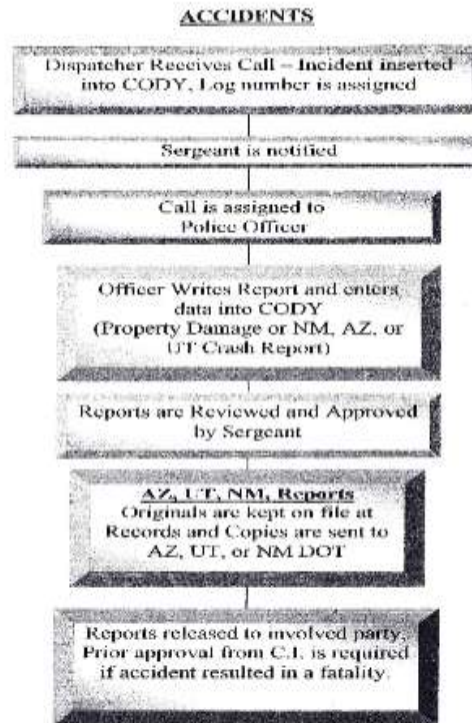 ACCIDENTS
Dispatcher Receives Call – Incident inserted
into CODY, Log number is assigned
Sergeant is notified
Call is assigned to
Police Officer
Officer Writes Report and enters
data into CODY
(Property Damage or NM, AZ, or
UT Crash Report)
Reports are Reviewed and Approved
by Sergeant
AZ, UT, NM, Reports
Originals are kept on file at
Records and Copies are sent to
AZ, UT, or NM DOT
Reports released to involved party,
Prior approval from C.I. is required
if accident resulted in a fatality.